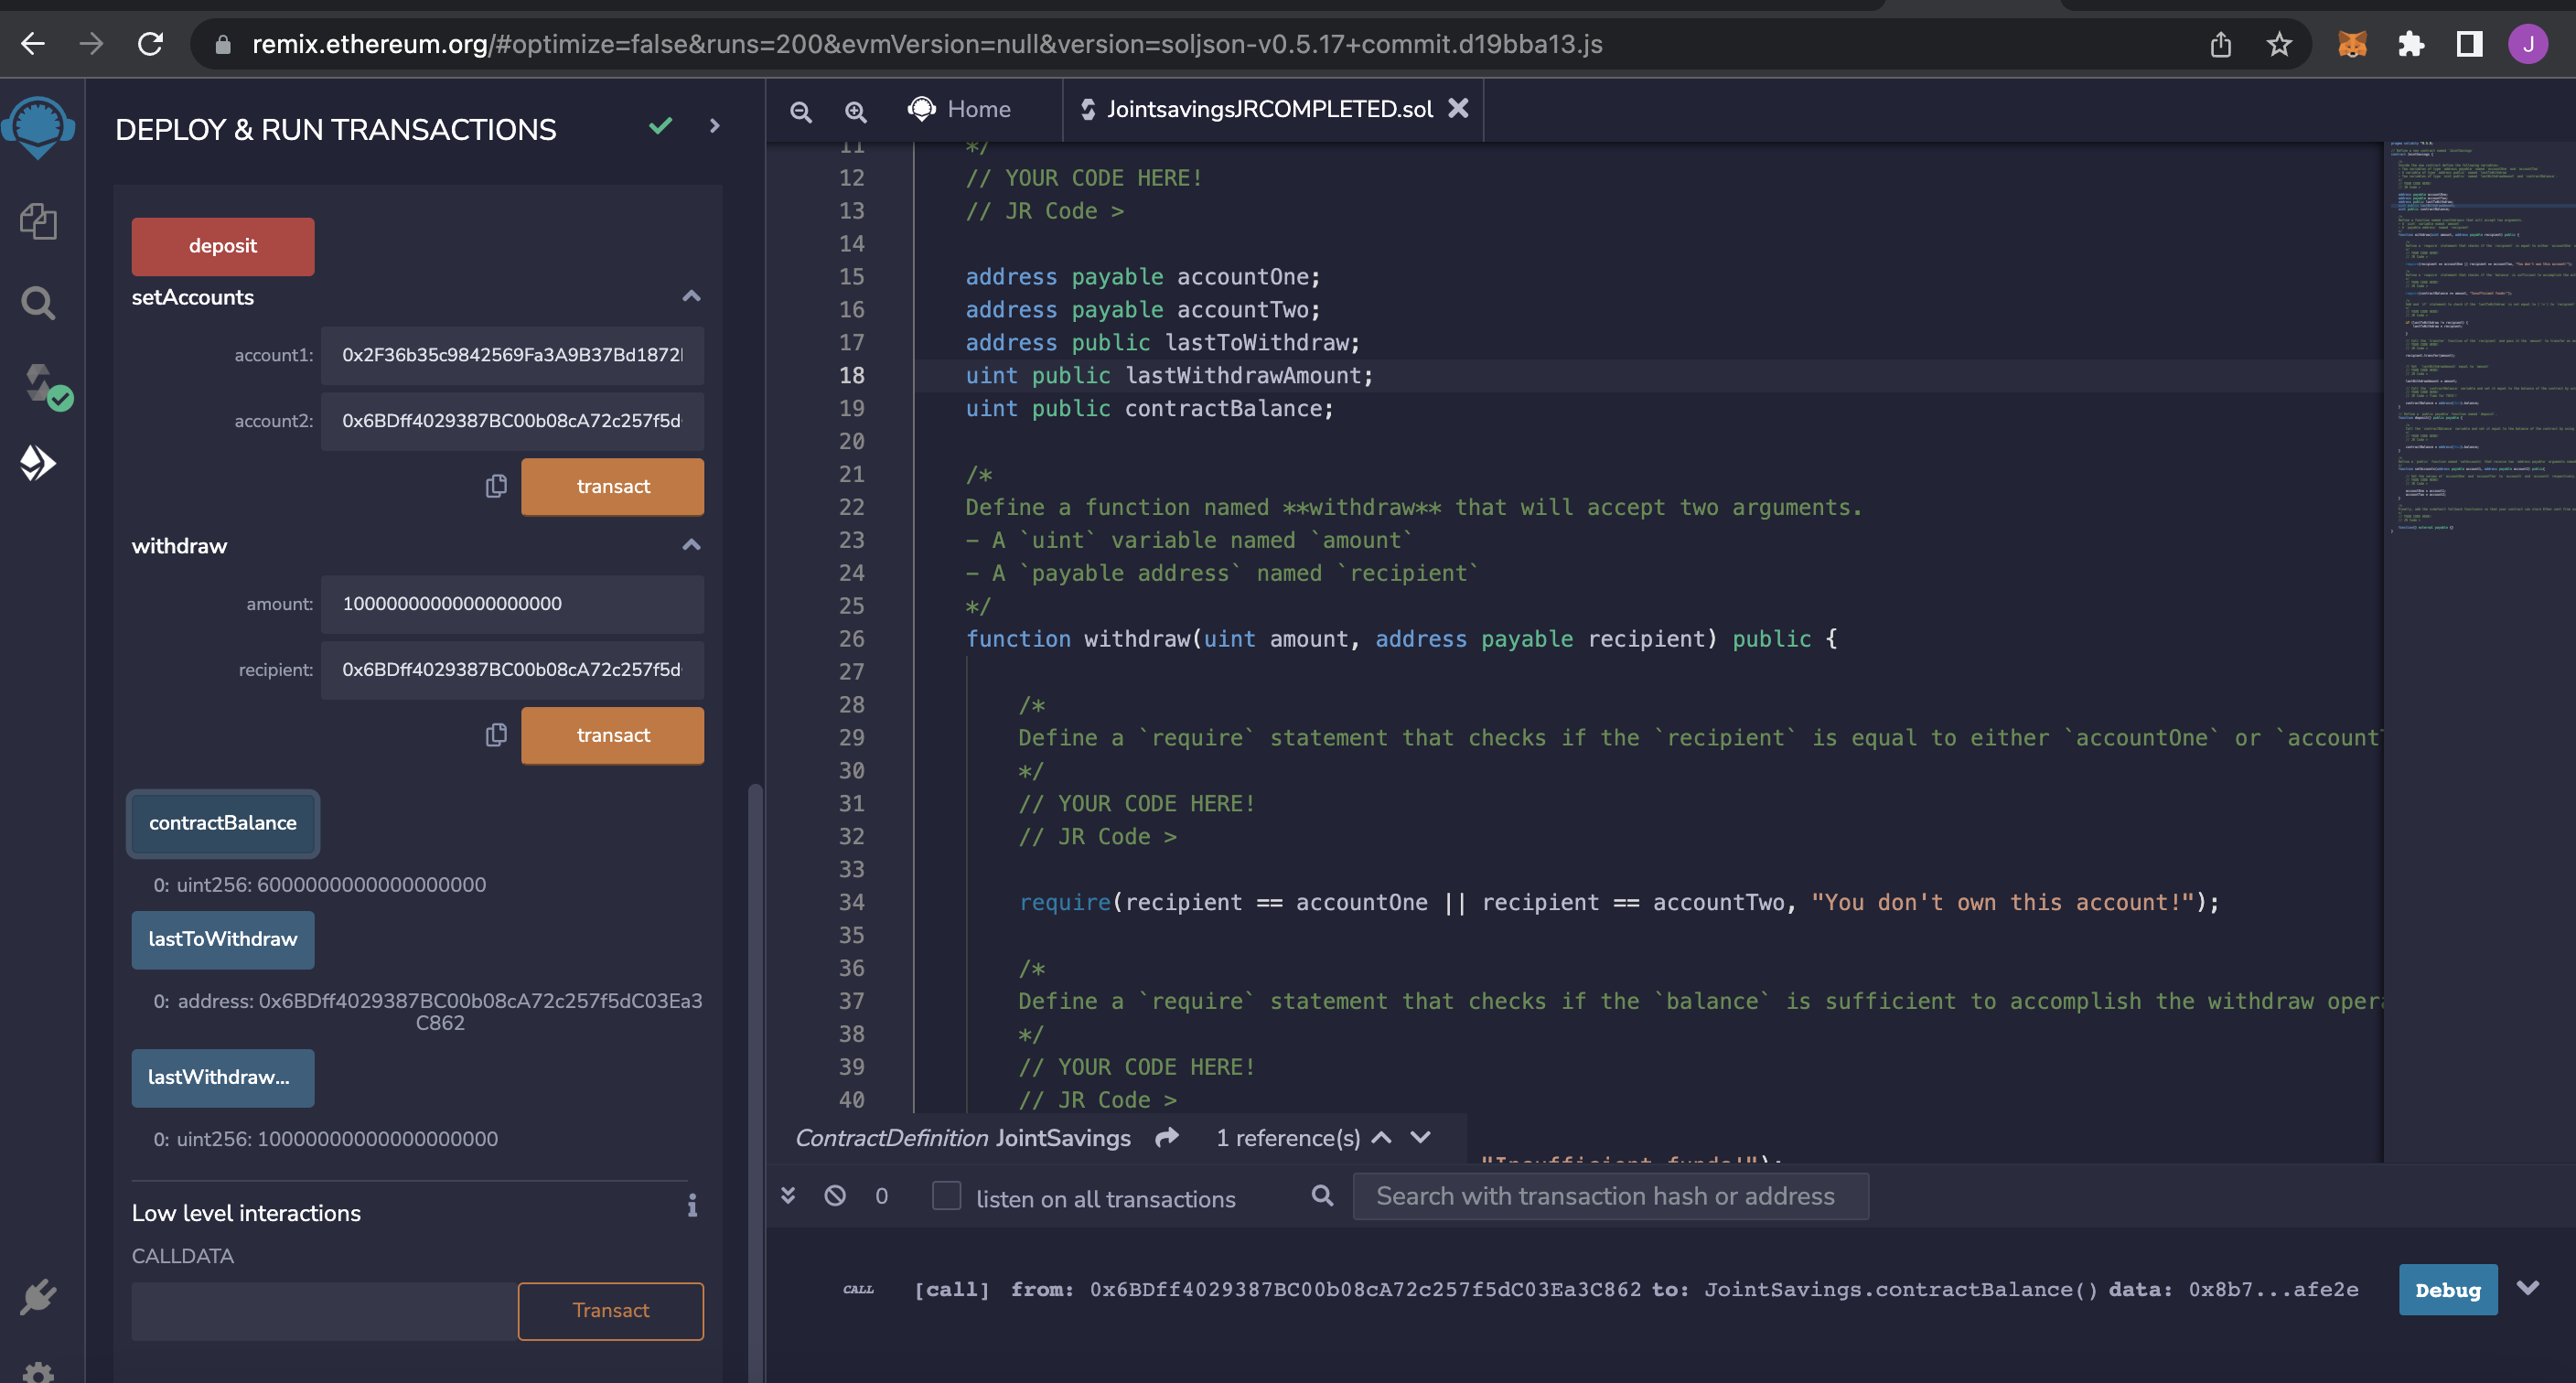 remix.ethereum.org/#optimize=false&runs=200&evmVersion=null&version=soljson-v0.5.17+commit.d19bba13.js
J
DEPLOY & RUN TRANSACTIONS
deposit
setAccounts
account1: 0x2F36b35c9842569Fa3A9B37Bd1872
account2: 0x6BDff4029387BC00b08cA72c257f5d
transact
withdraw
amount: 10000000000000000000
recipient: 0x6BDff4029387BC00b08cA72c257f5d
transact
contractBalance
0: uint256: 6000000000000000000
lastToWithdraw
0: address: 0x6BDff4029387BC00b08cA72c257f5dC03Ea3
C862
lastWithdraw...
0: uint256: 10000000000000000000
Low level interactions
i
CALLDATA
Transact
Home
JointsavingsJRCOMPLETED.sol
11 */
12 // YOUR CODE HERE!
13 // JR Code >
14
15 address payable accountOne;
16 address payable accountTwo;
17 address public lastToWithdraw;
18 uint public lastWithdrawAmount;
19 uint public contractBalance;
20
21 /*
22 Define a function named **withdraw** that will accept two arguments.
23 - A `uint` variable named `amount`
24 - A `payable address` named `recipient`
25 */
26 function withdraw(uint amount, address payable recipient) public {
27
28 /*
29 Define a `require` statement that checks if the `recipient` is equal to either `accountOne` or `account
30 */
31 // YOUR CODE HERE!
32 // JR Code >
33
34 require(recipient == accountOne || recipient == accountTwo, "You don't own this account!");
35
36 /*
37 Define a `require` statement that checks if the `balance` is sufficient to accomplish the withdraw oper
38 */
39 // YOUR CODE HERE!
40 // JR Code >
ContractDefinition JointSavings 1 reference(s)
"Insufficient funds!");
0 listen on all transactions Search with transaction hash or address
CALL [call] from: 0x6BDff4029387BC00b08cA72c257f5dC03Ea3C862 to: JointSavings.contractBalance() data: 0x8b7...afe2e Debug